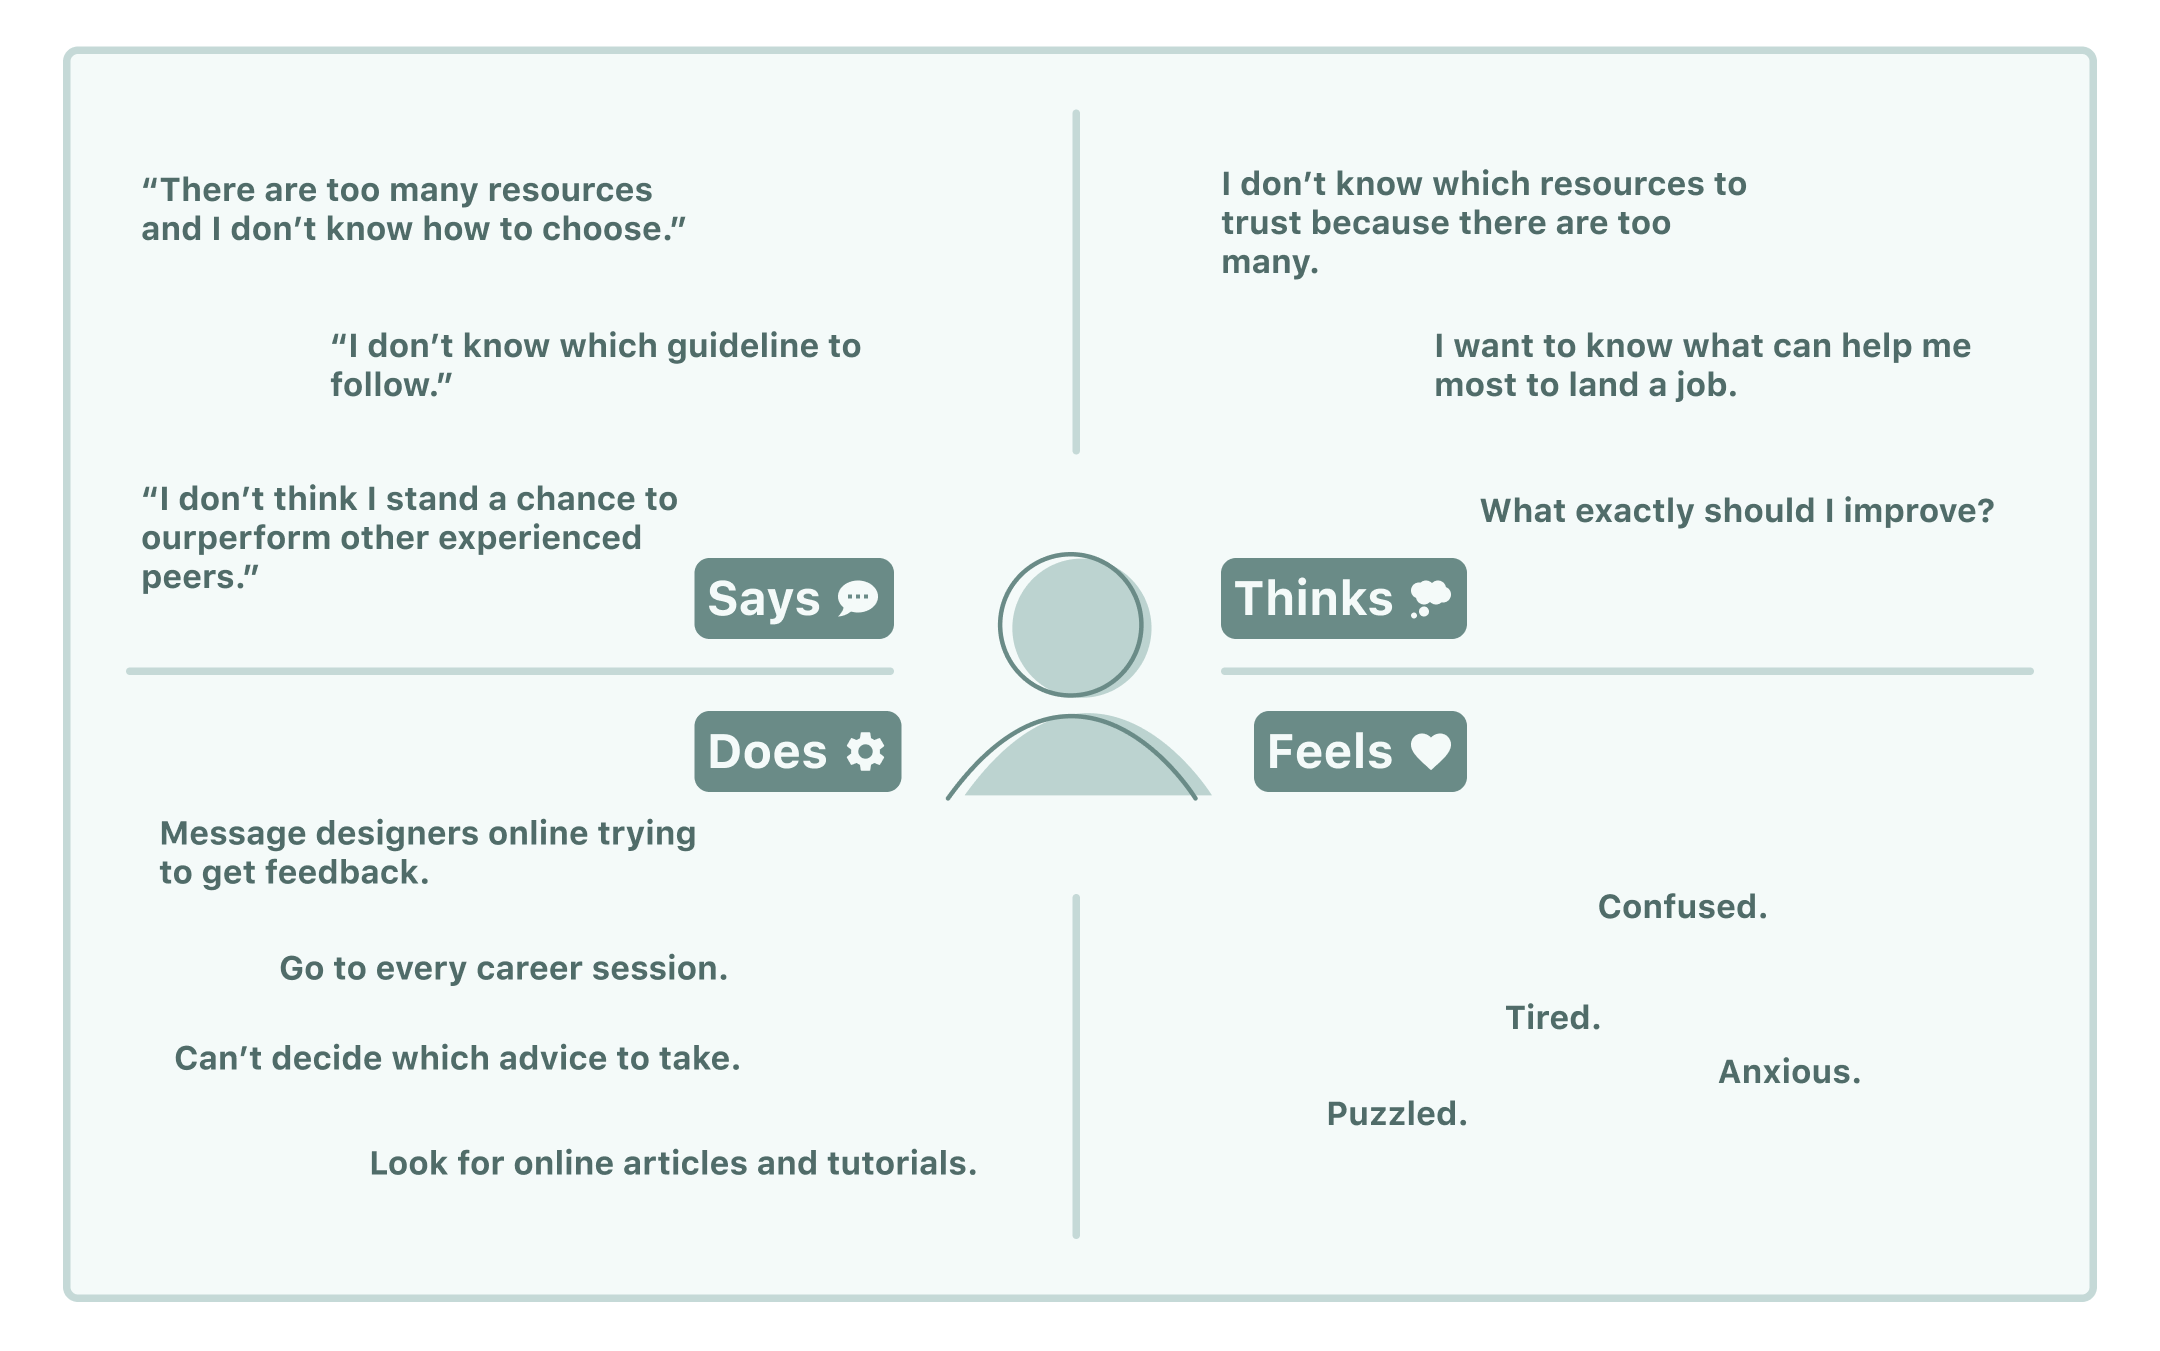 “There are too many resources
and I don’t know how to choose.”
“I don’t know which guideline to
follow.”
“I don’t think I stand a chance to
ourperform other experienced
peers.”
Says
I don’t know which resources to
trust because there are too
many.
I want to know what can help me
most to land a job.
What exactly should I improve?
Thinks
Does
Message designers online trying
to get feedback.
Go to every career session.
Can’t decide which advice to take.
Look for online articles and tutorials.
Feels
Confused.
Tired.
Anxious.
Puzzled.